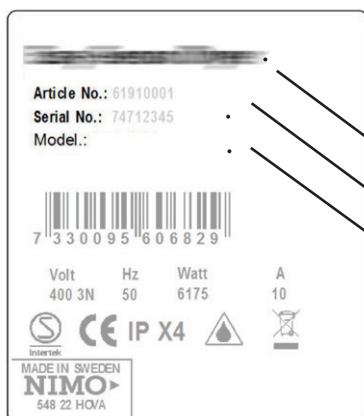 Article No.: 61910001
Serial No.: 74712345
Model.:
7 330095 606829
Volt Hz Watt A
400 3N 50 6175 10
S CE IP X4
Intertek
MADE IN SWEDEN
NIMO
548 22 HOVA